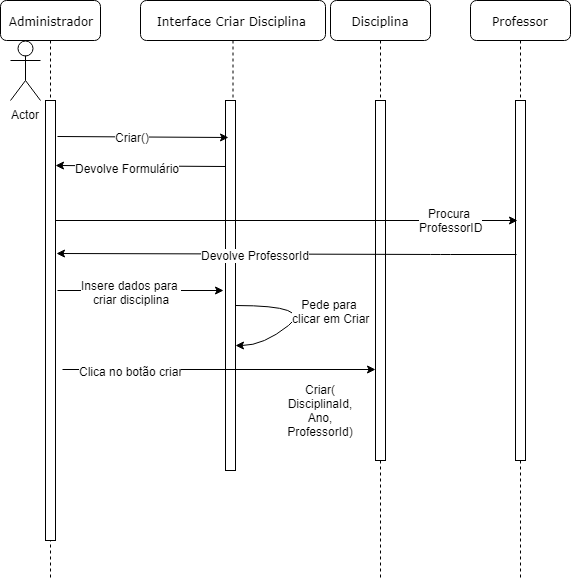 Administrador
Interface Criar Disciplina
Disciplina
Professor
Actor
Criar()
Devolve Formulário
Procura
ProfessorID
Devolve ProfessorId
Insere dados para
criar disciplina
Pede para
clicar em Criar
Clica no botão criar
Criar(
DisciplinaId,
Ano,
ProfessorId)